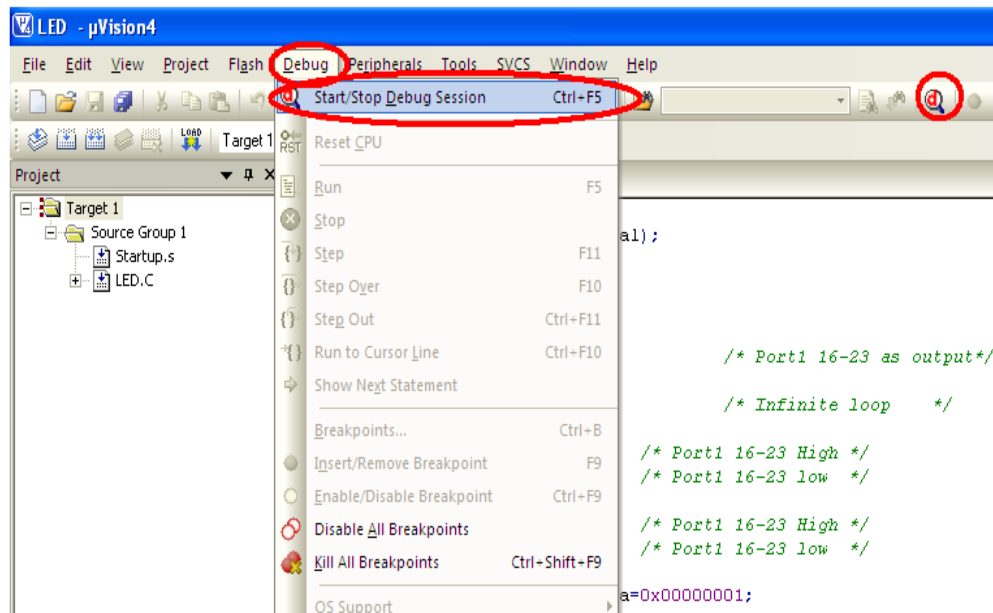 LED - µVision4
File Edit View Project Flash Debug Peripherals Tools SVCS Window Help
Start/Stop Debug Session Ctrl+F5
LOAD Target 1
RST Reset CPU
Project
Run F5
Target 1
Stop
Source Group 1
al);
Startup.s
Step F11
LED.C
Step Over F10
Step Out Ctrl+F11
Run to Cursor Line Ctrl+F10
/* Port1 16-23 as output*/
Show Next Statement
/* Infinite loop */
Breakpoints... Ctrl+B
/* Port1 16-23 High */
Insert/Remove Breakpoint F9
/* Port1 16-23 low */
Enable/Disable Breakpoint Ctrl+F9
Disable All Breakpoints
/* Port1 16-23 High */
/* Port1 16-23 low */
Kill All Breakpoints Ctrl+Shift+F9
a=0x00000001;
OS Support